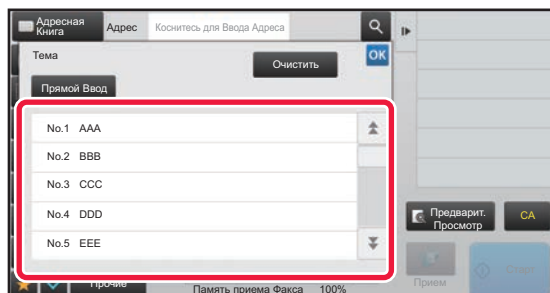 Адресная
Книга
Адрес
Коснитесь для Ввода Адреса
Тема
Очистить
OK
Прямой Ввод
No.1 AAA
No.2 BBB
No.3 CCC
No.4 DDD
No.5 EEE
Предварит.
Просмотр
CA
Прочие
Память приема Факса 100%
Прием
Старт